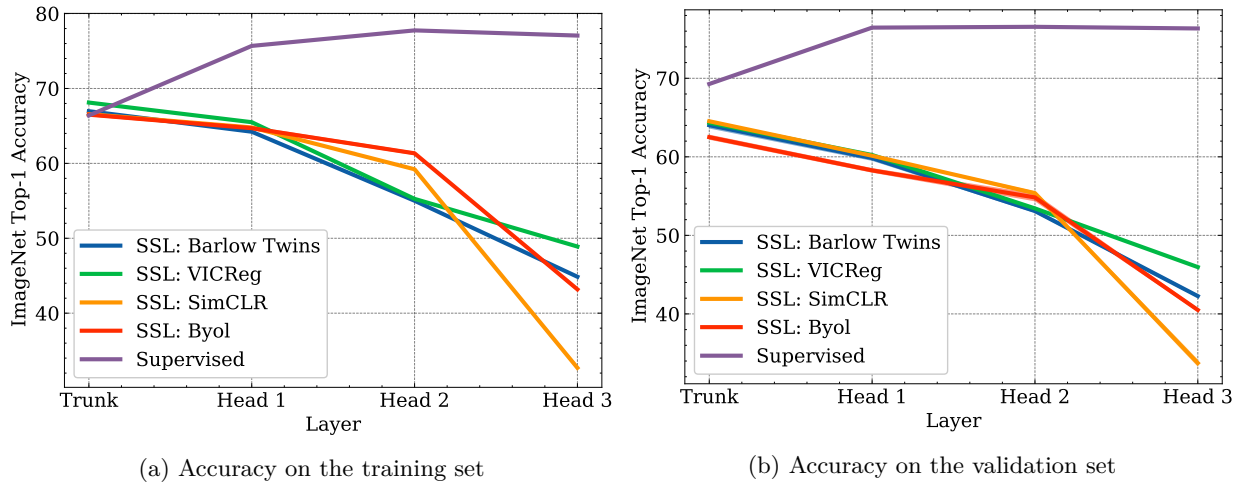 80
70
60
50
40
ImageNet Top-1 Accuracy
SSL: Barlow Twins
SSL: VICReg
SSL: SimCLR
SSL: Byol
Supervised
Trunk Head 1 Head 2 Head 3
Layer
(a) Accuracy on the training set
70
60
50
40
ImageNet Top-1 Accuracy
SSL: Barlow Twins
SSL: VICReg
SSL: SimCLR
SSL: Byol
Supervised
Trunk Head 1 Head 2 Head 3
Layer
(b) Accuracy on the validation set